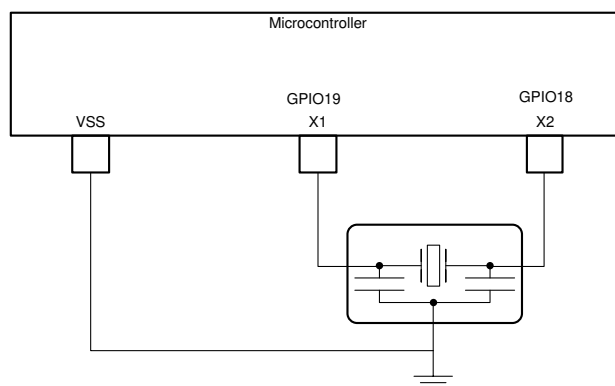 Microcontroller
GPIO19
GPIO18
VSS
X1
X2